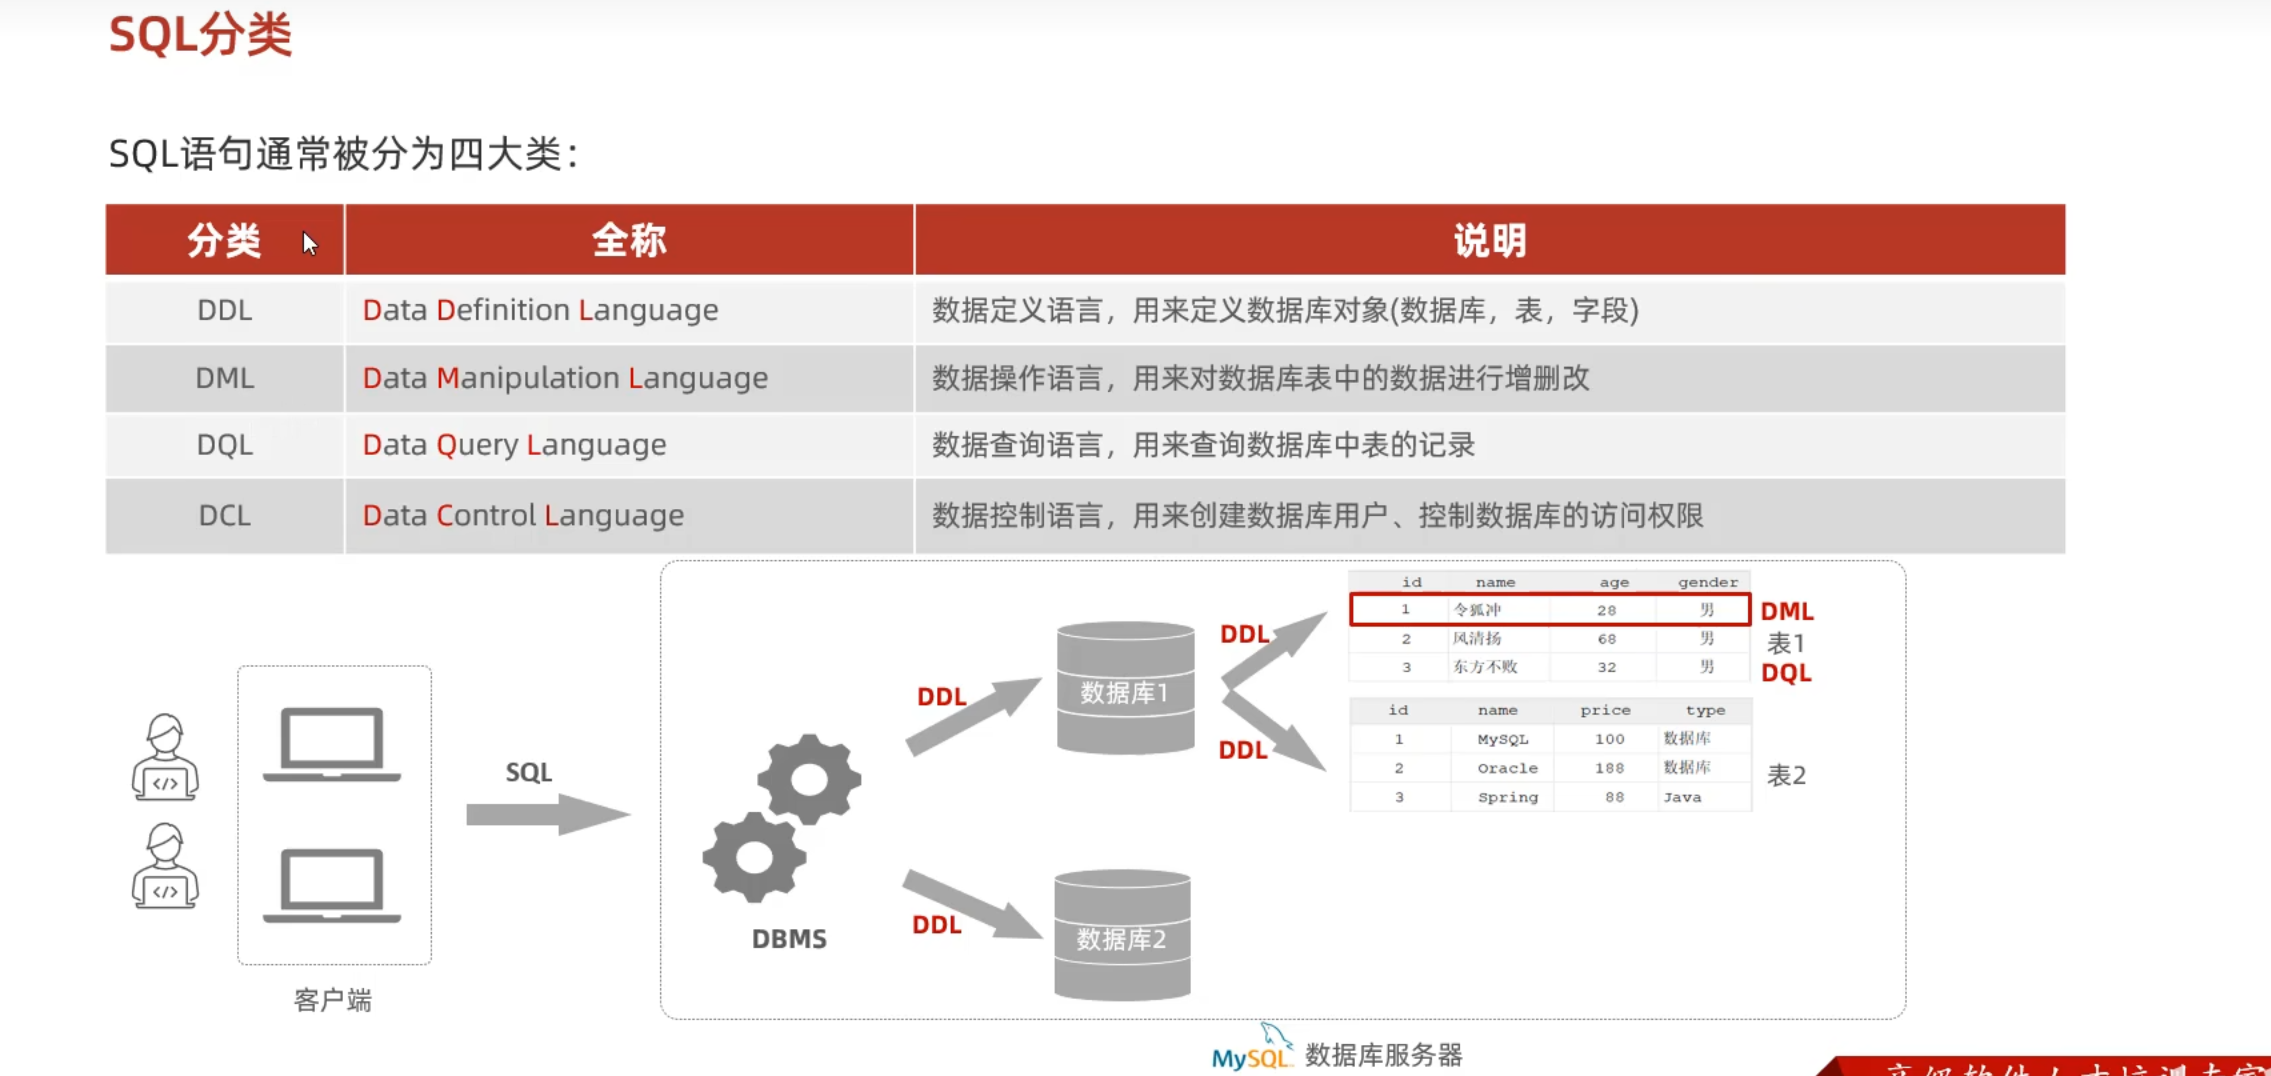 SQL分类
SQL语句通常被分为四大类：
分类 全称 说明
DDL Data Definition Language 数据定义语言，用来定义数据库对象(数据库，表，字段)
DML Data Manipulation Language 数据操作语言，用来对数据库表中的数据进行增删改
DQL Data Query Language 数据查询语言，用来查询数据库中表的记录
DCL Data Control Language 数据控制语言，用来创建数据库用户、控制数据库的访问权限
</>
</>
客户端
SQL
DBMS
DDL
DDL
数据库1
数据库2
DDL
DDL
id name age gender
1 令狐冲 28 男
2 风清扬 68 男
3 东方不败 32 男
DML
表1
DQL
id name price type
1 MySQL 100 数据库
2 Oracle 188 数据库
3 Spring 88 Java
表2
MySQL 数据库服务器